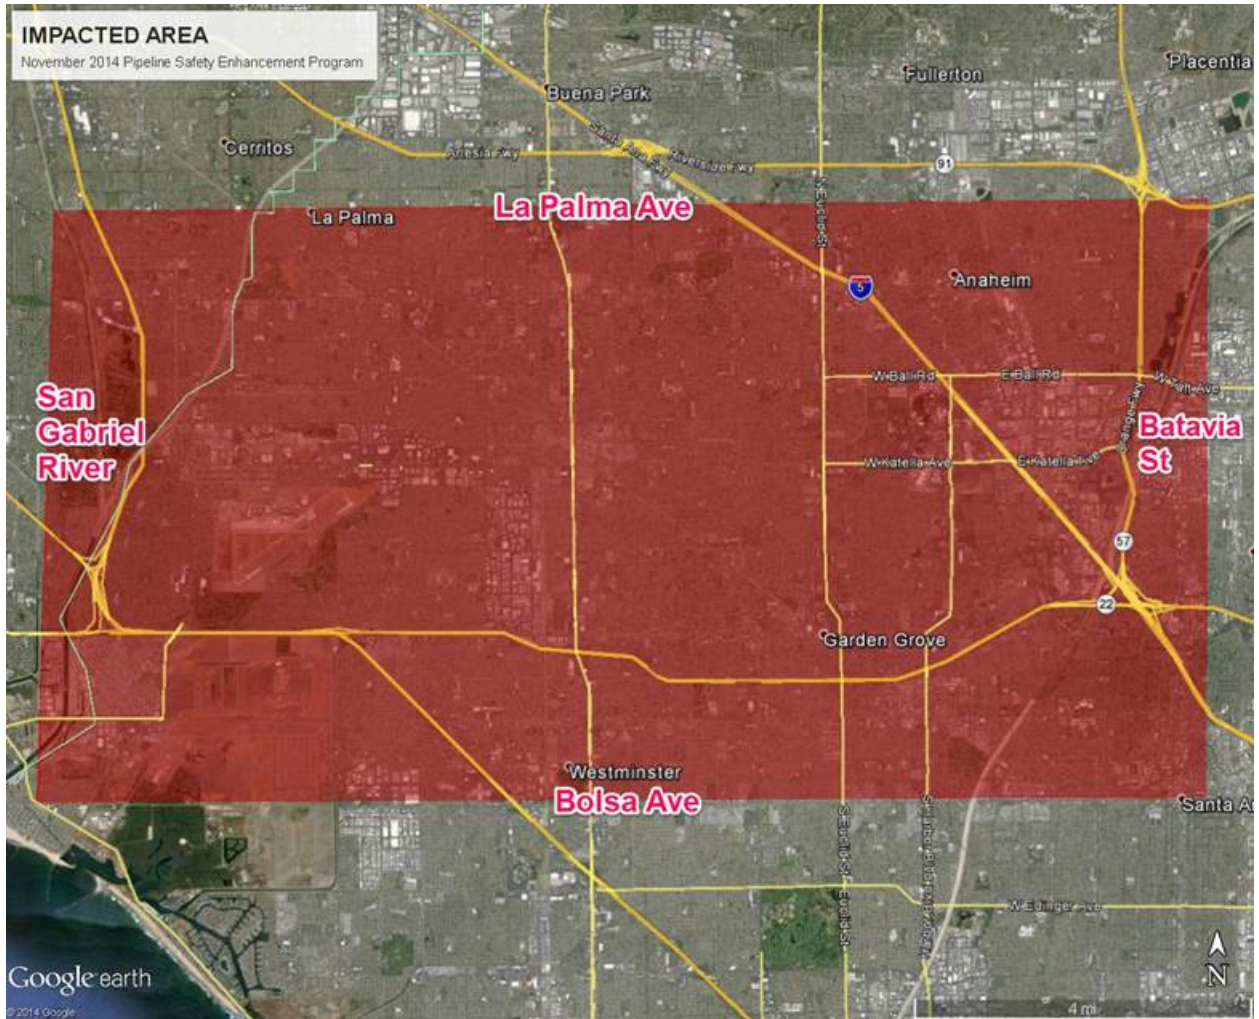 IMPACTED AREA
November 2014 Pipeline Safety Enhancement Program
Placentia
Fullerton
Buena Park
Cerritos
Santa Ana Fwy
Artesia Fwy
Riverside Fwy
91
La Palma Ave
La Palma
N Euclid St
Anaheim
5
W Ball Rd
E Ball Rd
W Taft Ave
San
Gabriel
River
Orange Fwy
Batavia
St
W Katella Ave
E Katella Ave
57
22
Garden Grove
Westminster
Bolsa Ave
Santa A
S Euclid St
Euclid St
W Edinger Ave
N
Google earth
© 2014 Google
4 mi